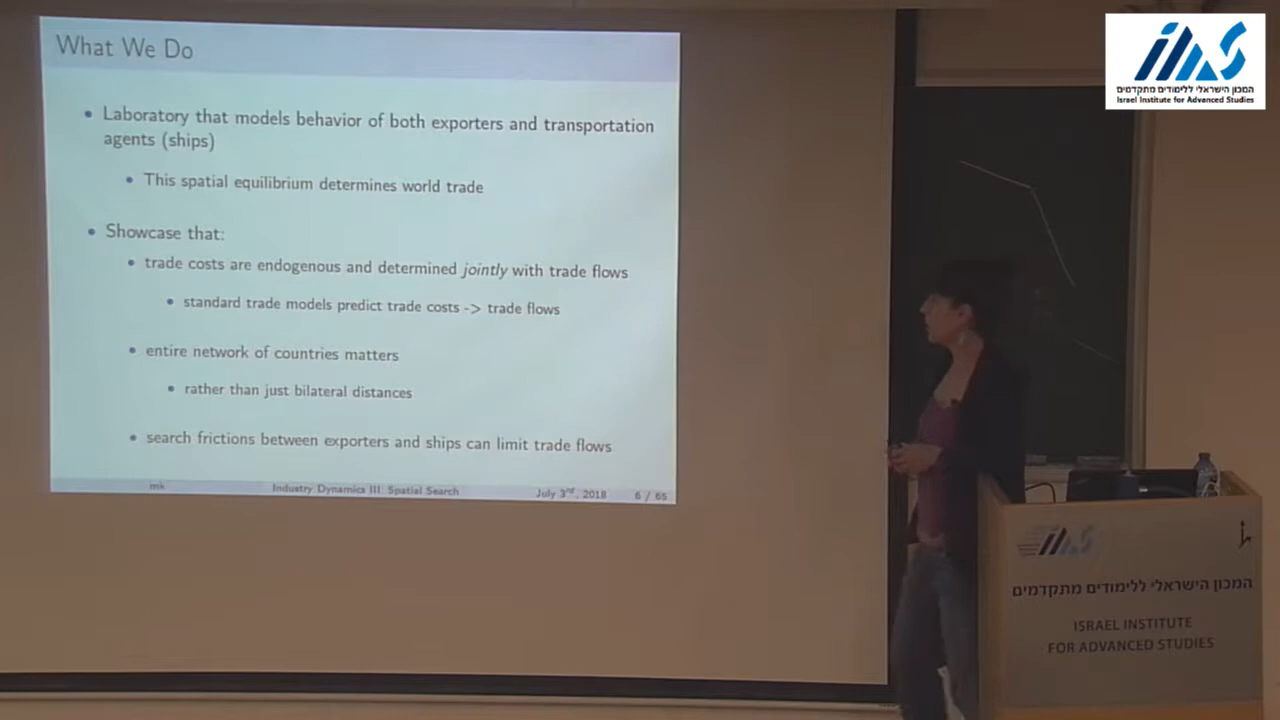 What We Do
• Laboratory that models behavior of both exporters and transportation
agents (ships)
• This spatial equilibrium determines world trade
• Showcase that:
• trade costs are endogenous and determined jointly with trade flows
• standard trade models predict trade costs -> trade flows
• entire network of countries matters
• rather than just bilateral distances
• search frictions between exporters and ships can limit trade flows
mk Industry Dynamics III: Spatial Search July 3rd, 2018 6 / 65
המכון הישראלי ללימודים מתקדמים
Israel Institute for Advanced Studies
המכון הישראלי ללימודים מתקדמים
ISRAEL INSTITUTE
FOR ADVANCED STUDIES